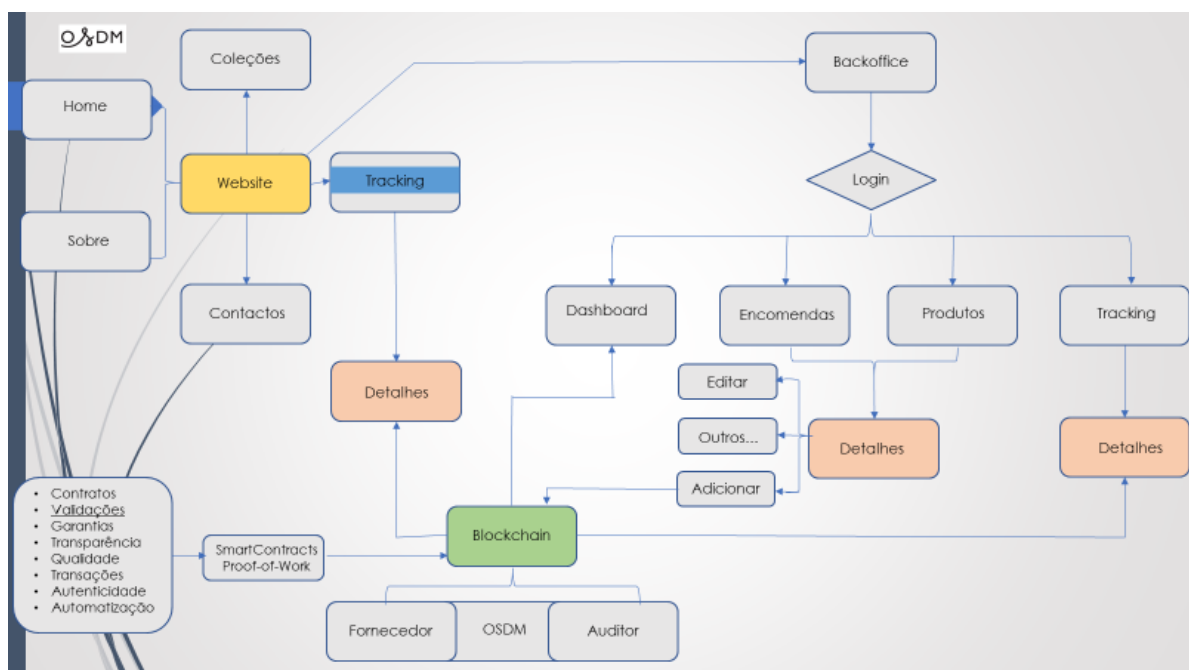 OSDM
Coleções
Backoffice
Home
Website
Tracking
Login
Sobre
Contactos
Dashboard
Encomendas
Produtos
Tracking
Detalhes
Editar
Outros...
Detalhes
Detalhes
Adicionar
Contratos
Validações
Garantias
Transparência
Qualidade
Transações
Autenticidade
Automatização
SmartContracts
Proof-of-Work
Blockchain
Fornecedor
OSDM
Auditor